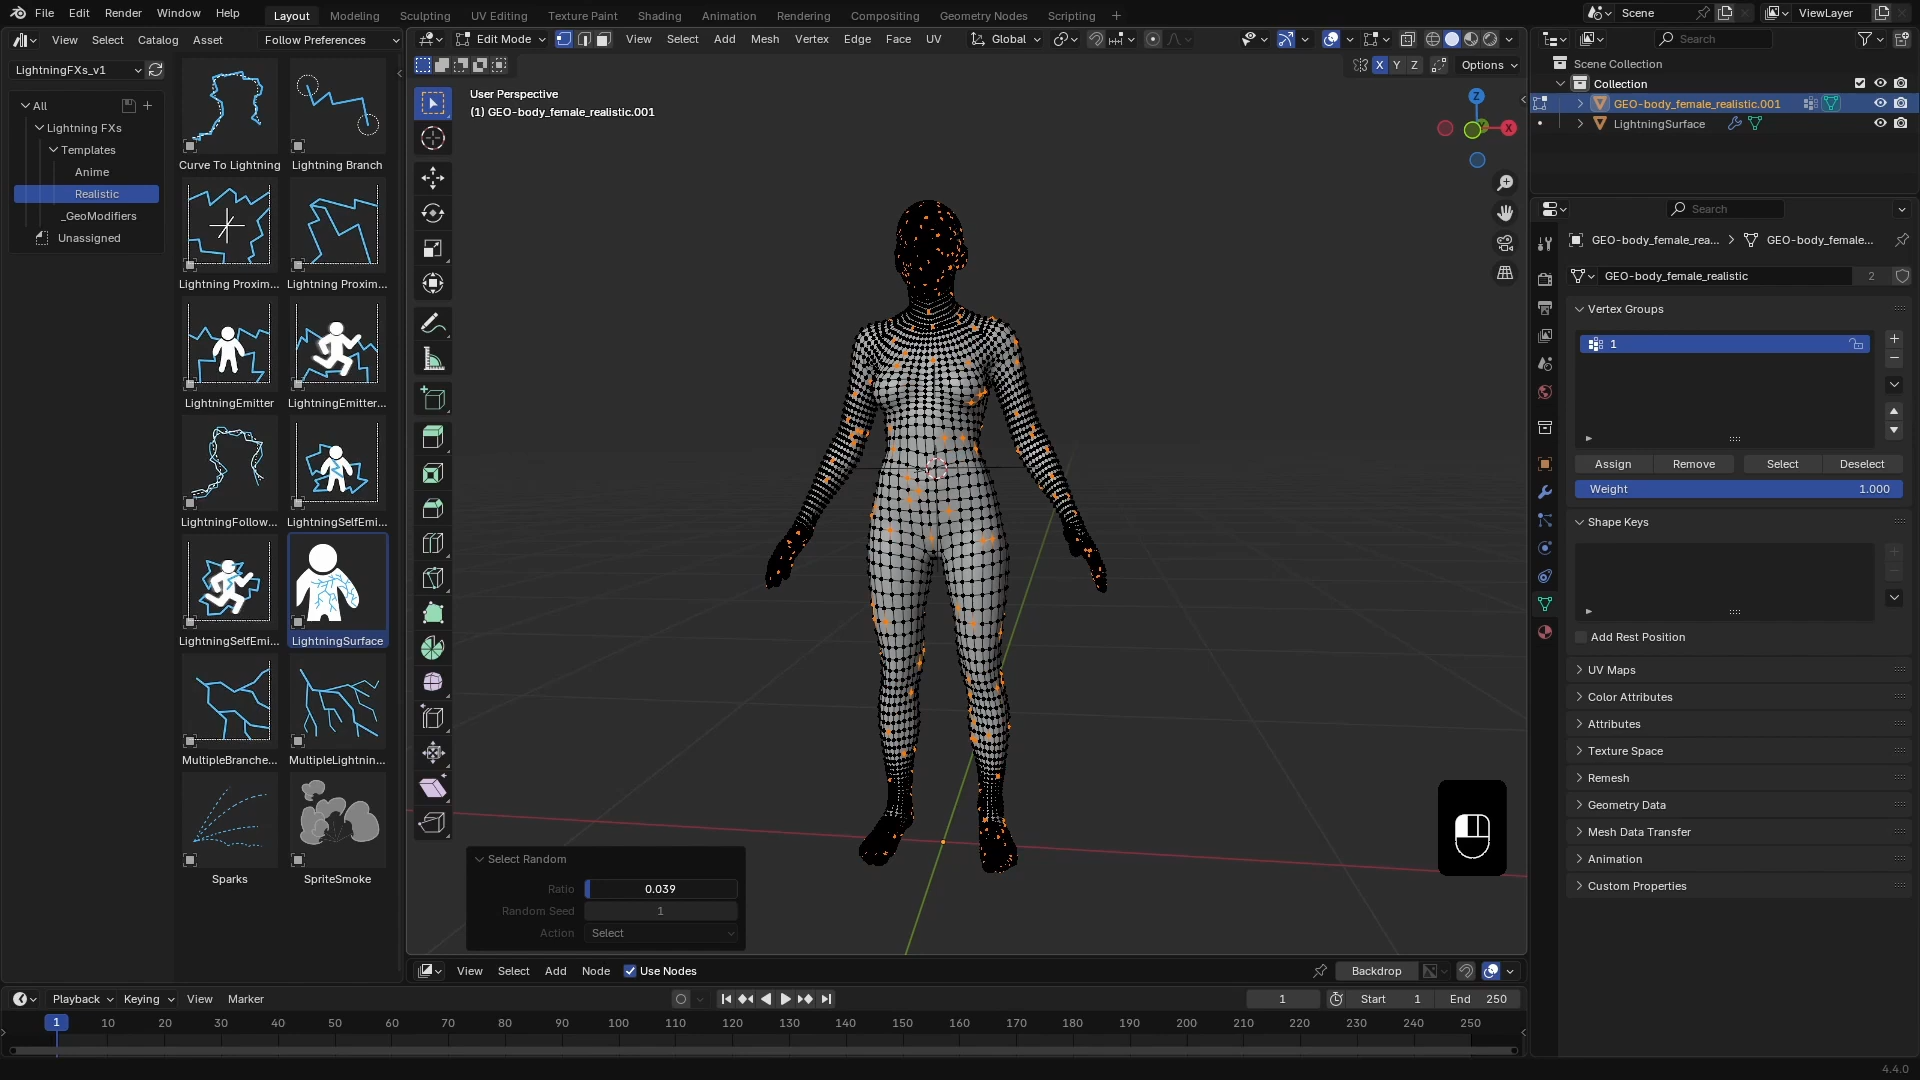 File Edit Render Window Help
Layout Modeling Sculpting UV Editing Texture Paint Shading Animation Rendering Compositing Geometry Nodes Scripting
Scene
ViewLayer
View Select Catalog Asset Follow Preferences
LightningFXs_v1
All
Lightning FXs
Templates
Anime
Realistic
_GeoModifiers
Unassigned
Curve To Lightning
Lightning Branch
Lightning Proxim...
Lightning Proxim...
LightningEmitter
LightningEmitter...
LightningFollow...
LightningSelfEmi...
LightningSelfEmi...
LightningSurface
MultipleBranche...
MultipleLightnin...
Sparks
SpriteSmoke
Edit Mode View Select Add Mesh Vertex Edge Face UV Global
X Y Z Options
User Perspective
(1) GEO-body_female_realistic.001
Z
X
Select Random
Ratio 0.039
Random Seed 1
Action Select
View Select Add Node Use Nodes Backdrop
Playback Keying View Marker
1 Start 1 End 250
1 10 20 30 40 50 60 70 80 90 100 110 120 130 140 150 160 170 180 190 200 210 220 230 240 250
Search
Scene Collection
Collection
GEO-body_female_realistic.001
LightningSurface
Search
GEO-body_female_rea... GEO-body_female...
GEO-body_female_realistic 2
Vertex Groups
1
Assign Remove Select Deselect
Weight 1.000
Shape Keys
Add Rest Position
UV Maps
Color Attributes
Attributes
Texture Space
Remesh
Geometry Data
Mesh Data Transfer
Animation
Custom Properties
4.4.0